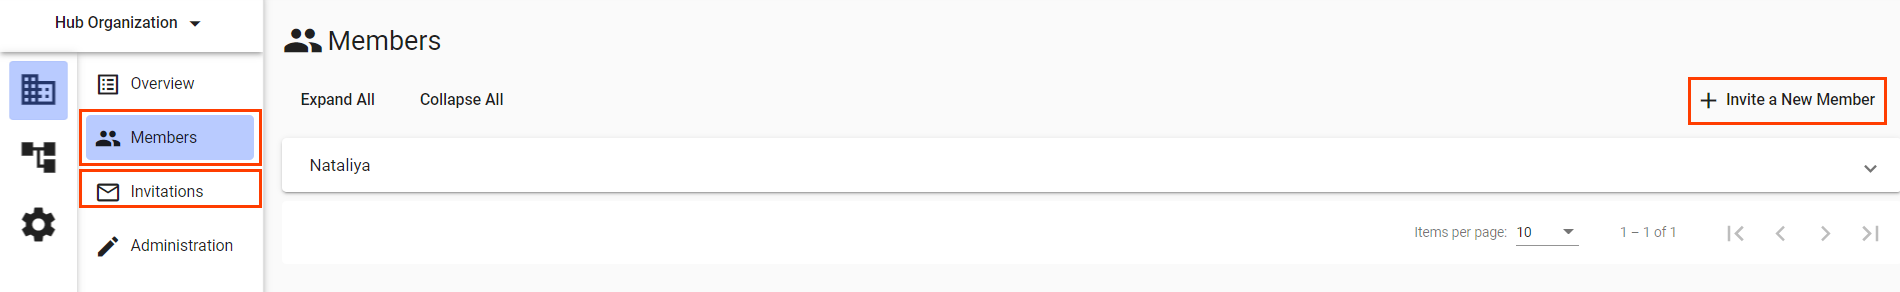 Hub Organization
Overview
Members
Invitations
Administration
Members
Expand All
Collapse All
Invite a New Member
Nataliya
Items per page: 10
1 – 1 of 1